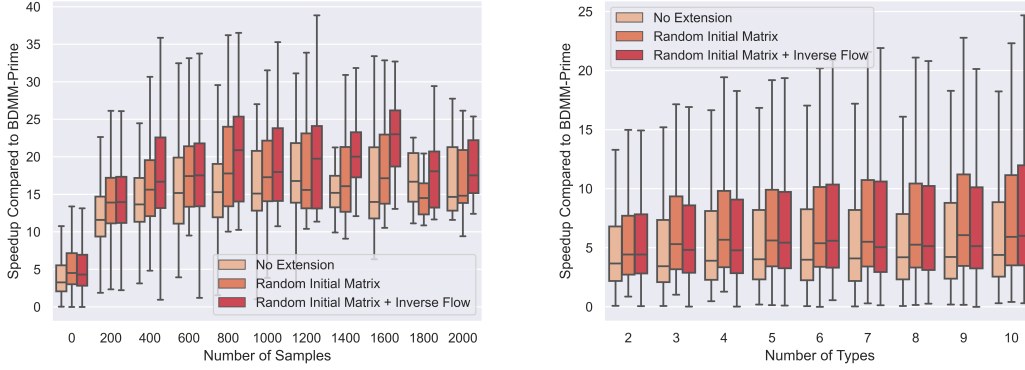 40
35
30
25
20
15
10
5
0
Speedup Compared to BDMM-Prime
No Extension
Random Initial Matrix
Random Initial Matrix + Inverse Flow
0 200 400 600 800 1000 1200 1400 1600 1800 2000
Number of Samples
25
20
15
10
5
0
Speedup Compared to BDMM-Prime
No Extension
Random Initial Matrix
Random Initial Matrix + Inverse Flow
2 3 4 5 6 7 8 9 10
Number of Types